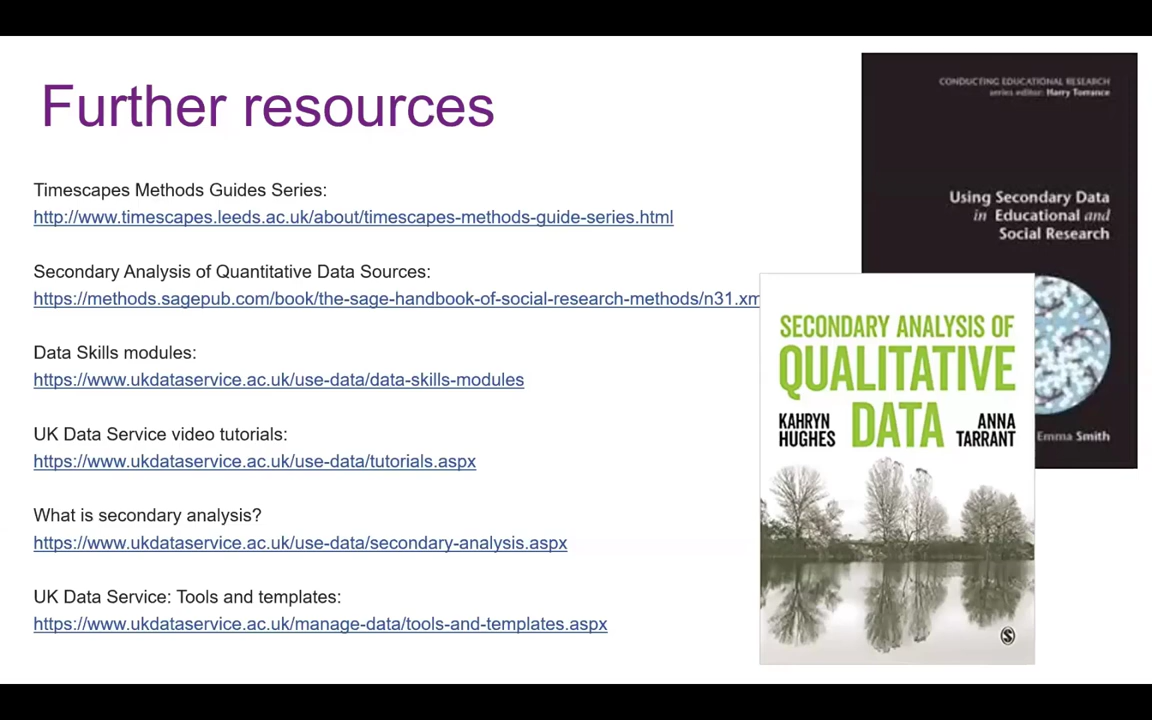 Further resources
Timescapes Methods Guides Series:
http://www.timescapes.leeds.ac.uk/about/timescapes-methods-guide-series.html
Secondary Analysis of Quantitative Data Sources:
https://methods.sagepub.com/book/the-sage-handbook-of-social-research-methods/n31.xm
Data Skills modules:
https://www.ukdataservice.ac.uk/use-data/data-skills-modules
UK Data Service video tutorials:
https://www.ukdataservice.ac.uk/use-data/tutorials.aspx
What is secondary analysis?
https://www.ukdataservice.ac.uk/use-data/secondary-analysis.aspx
UK Data Service: Tools and templates:
https://www.ukdataservice.ac.uk/manage-data/tools-and-templates.aspx
CONDUCTING EDUCATIONAL RESEARCH
series editor: Harry Torrance
Using Secondary Data
in Educational and
Social Research
Emma Smith
SECONDARY ANALYSIS OF
QUALITATIVE
DATA
KAHRYN
HUGHES
ANNA
TARRANT
S